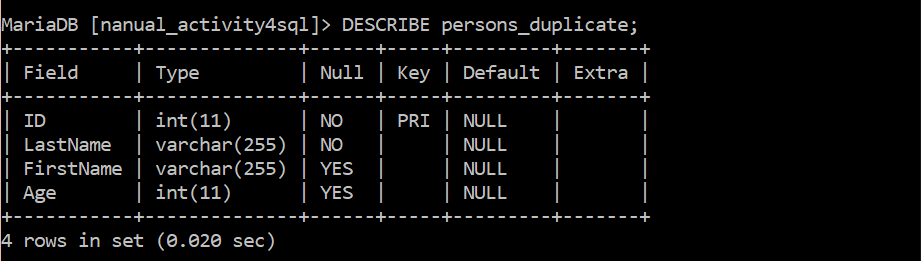 MariaDB [nanual_activity4sql]> DESCRIBE persons_duplicate;
+-----------+--------------+------+-----+---------+-------+
| Field     | Type         | Null | Key | Default | Extra |
+-----------+--------------+------+-----+---------+-------+
| ID        | int(11)      | NO   | PRI | NULL    |       |
| LastName  | varchar(255) | NO   |     | NULL    |       |
| FirstName | varchar(255) | YES  |     | NULL    |       |
| Age       | int(11)      | YES  |     | NULL    |       |
+-----------+--------------+------+-----+---------+-------+
4 rows in set (0.020 sec)